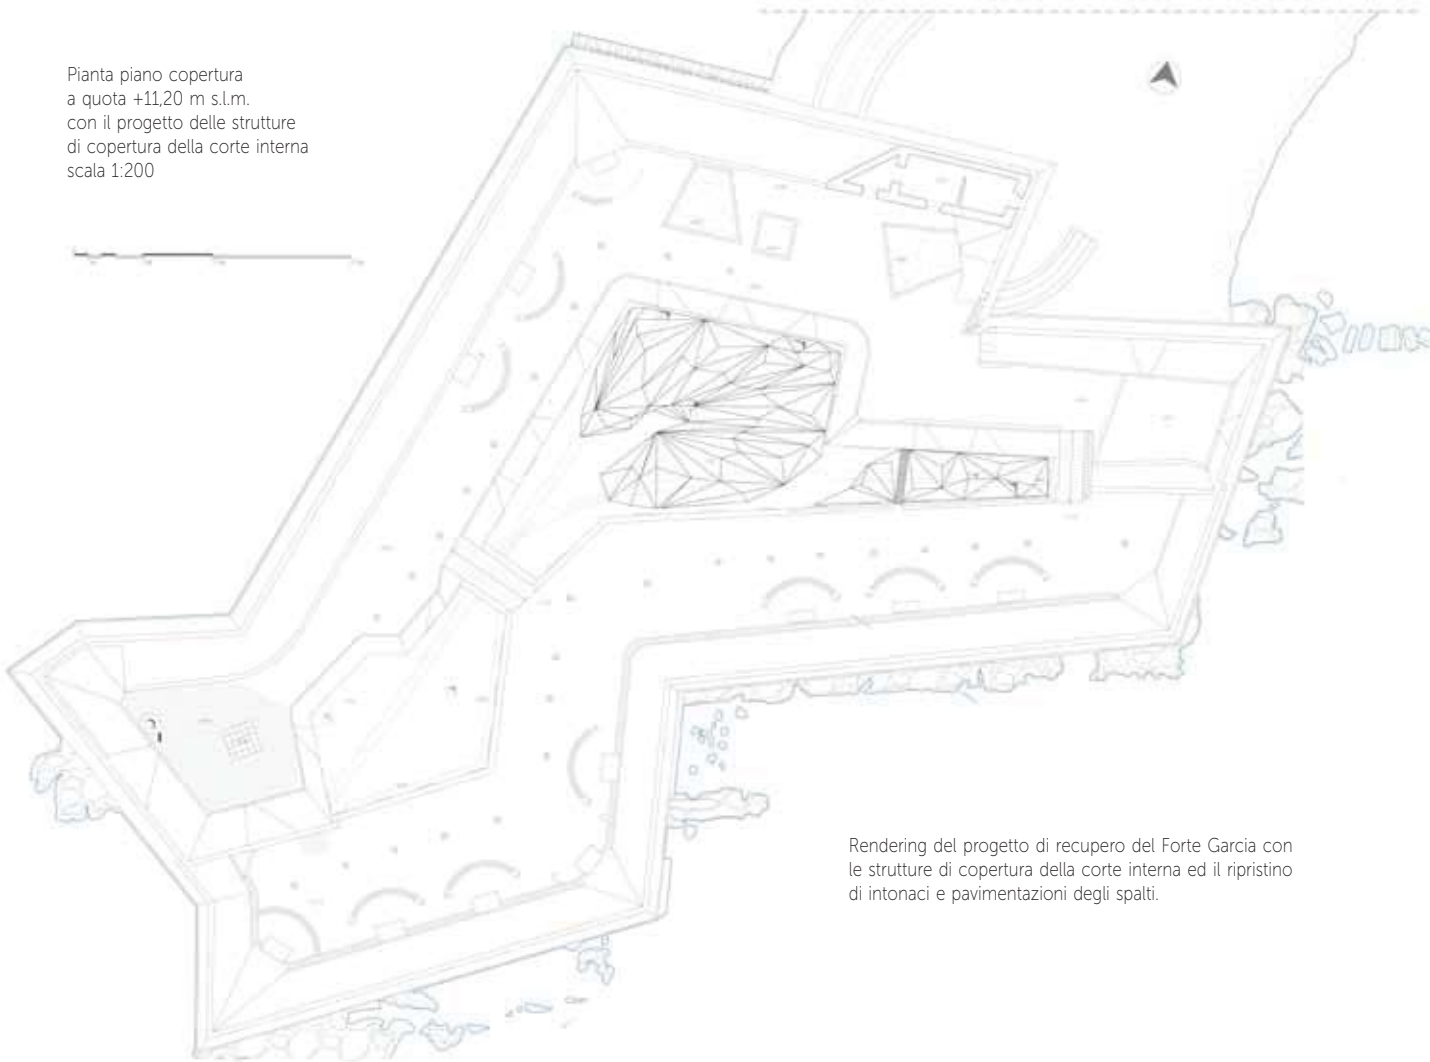 Pianta piano copertura
a quota +11,20 m s.l.m.
con il progetto delle strutture
di copertura della corte interna
scala 1:200
Rendering del progetto di recupero del Forte Garcia con
le strutture di copertura della corte interna ed il ripristino
di intonaci e pavimentazioni degli spalti.